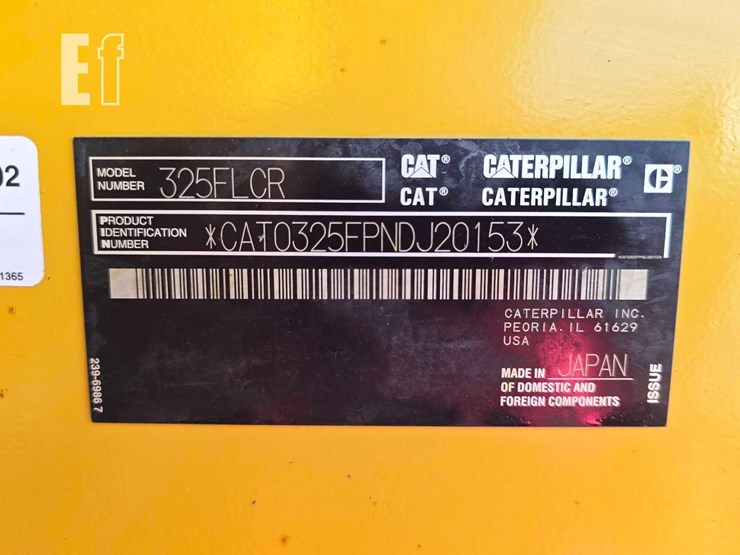 Ef
02
1365
MODEL NUMBER 325FLCR
CAT® CATERPILLAR®
CAT® CATERPILLAR® C®
PRODUCT IDENTIFICATION NUMBER *CAT0325FPNDJ20153*
CATERPILLAR INC.
PEORIA. IL 61629
USA
MADE IN JAPAN
OF DOMESTIC AND
FOREIGN COMPONENTS
ISSUE
239-6986 7